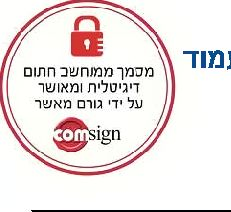 מסמך ממוחשב חתום
דיגיטלית ומאושר
על ידי גורם מאשר
comsign